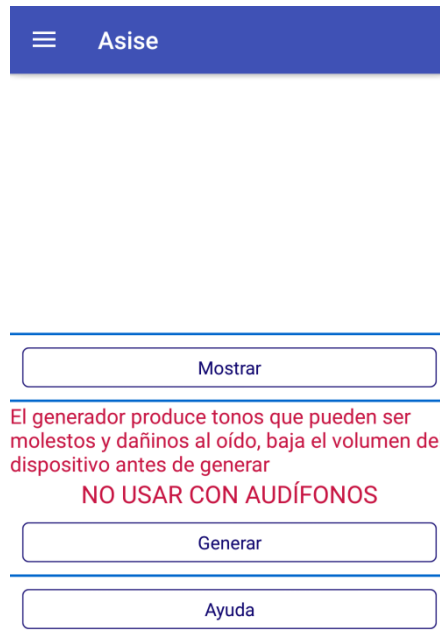 Asise
Mostrar
El generador produce tonos que pueden ser
molestos y dañinos al oído, baja el volumen de
dispositivo antes de generar
NO USAR CON AUDÍFONOS
Generar
Ayuda